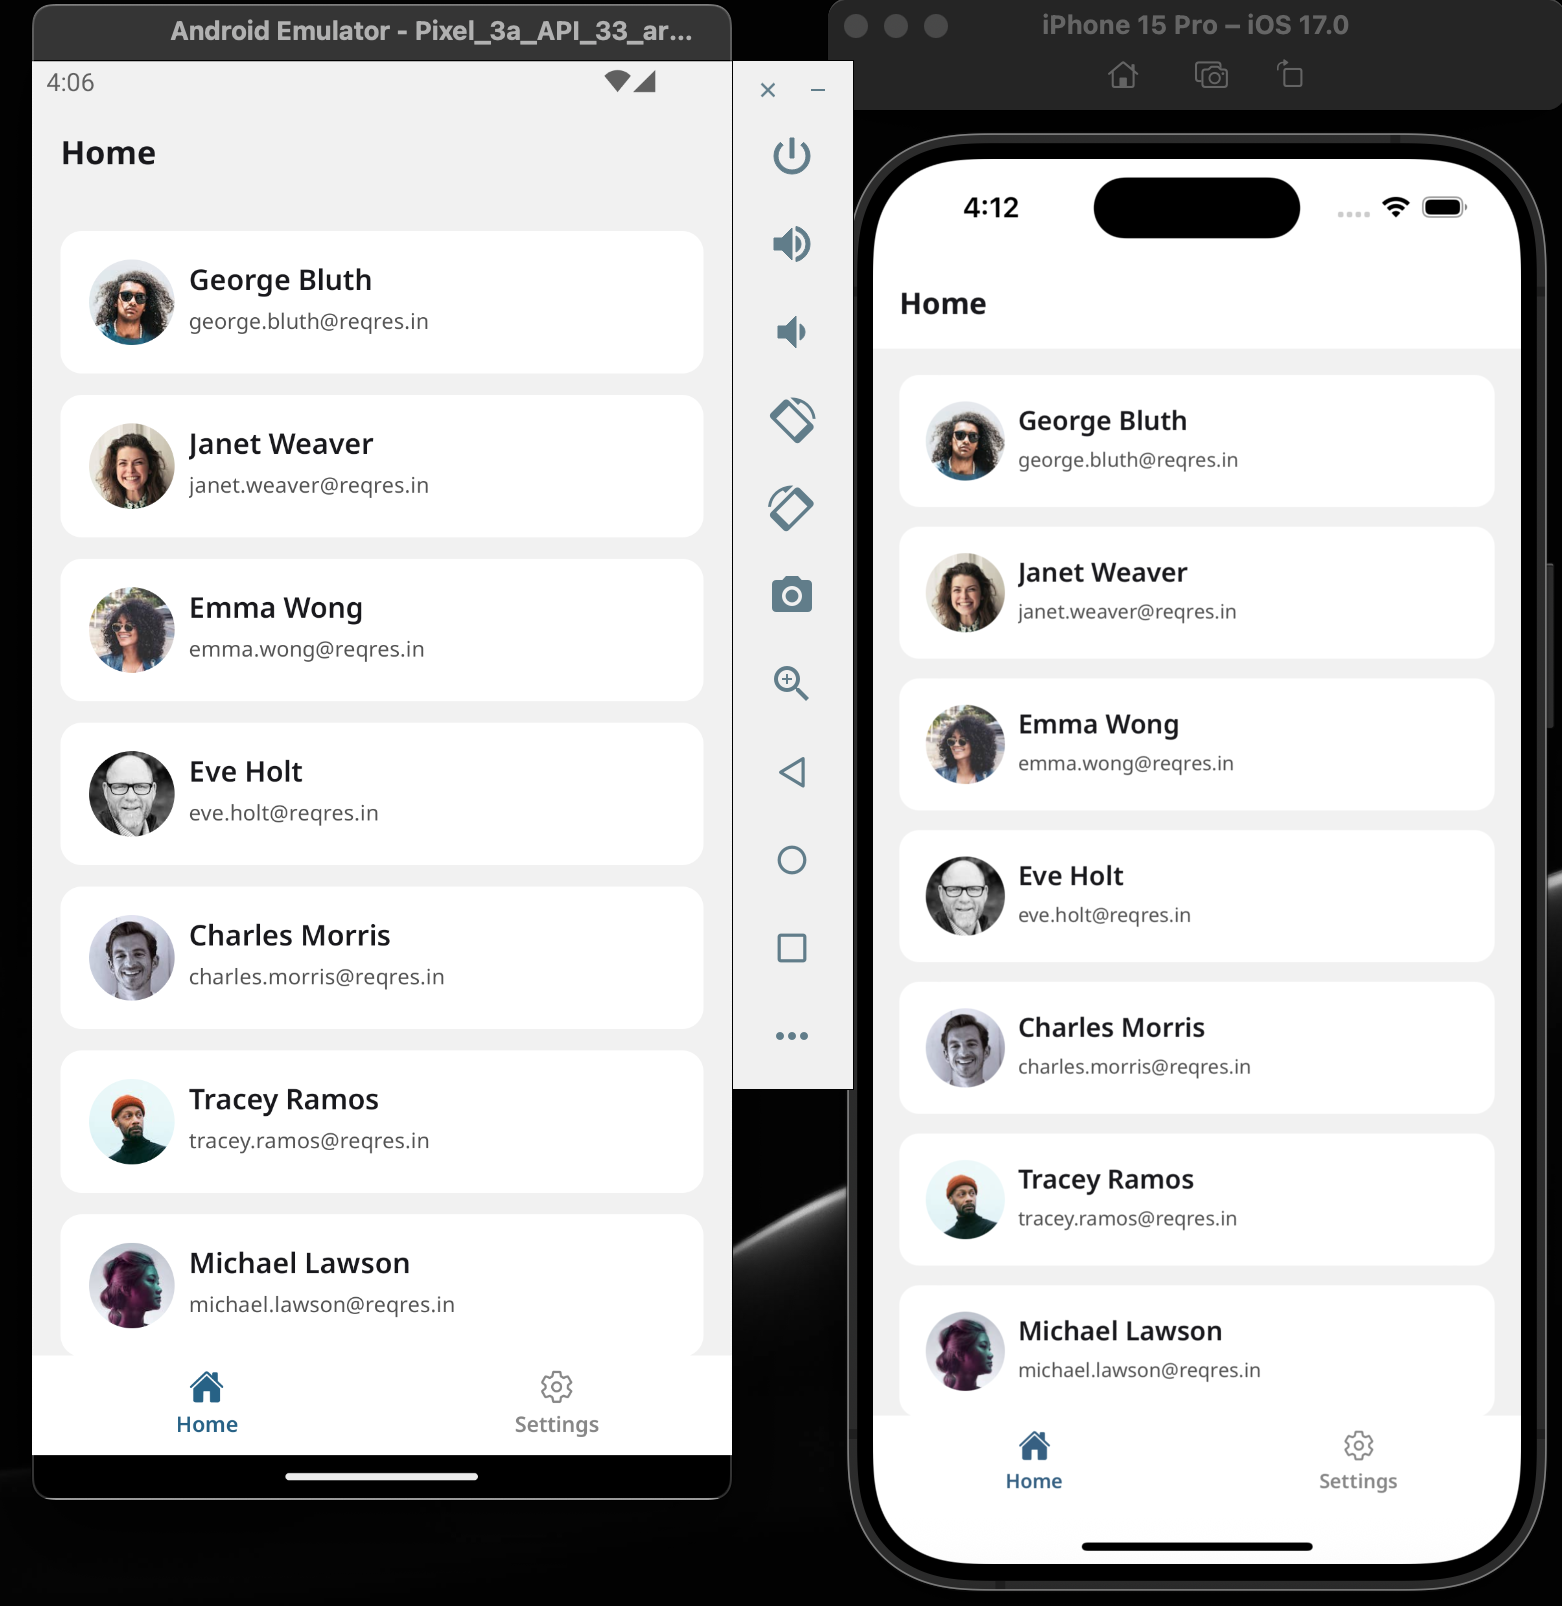 Android Emulator - Pixel_3a_API_33_ar...
4:06
Home
George Bluth
george.bluth@reqres.in
Janet Weaver
janet.weaver@reqres.in
Emma Wong
emma.wong@reqres.in
Eve Holt
eve.holt@reqres.in
Charles Morris
charles.morris@reqres.in
Tracey Ramos
tracey.ramos@reqres.in
Michael Lawson
michael.lawson@reqres.in
Home
Settings
iPhone 15 Pro – iOS 17.0
4:12
Home
George Bluth
george.bluth@reqres.in
Janet Weaver
janet.weaver@reqres.in
Emma Wong
emma.wong@reqres.in
Eve Holt
eve.holt@reqres.in
Charles Morris
charles.morris@reqres.in
Tracey Ramos
tracey.ramos@reqres.in
Michael Lawson
michael.lawson@reqres.in
Home
Settings